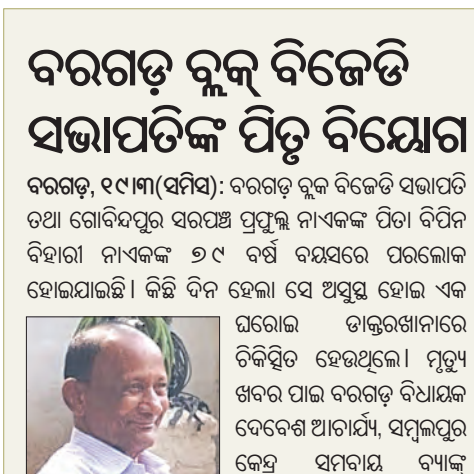 ବରଗଡ଼ ବ୍ଲକ୍ ବିଜେଡି
ସଭାପତିଙ୍କ ପିତୃ ବିୟୋଗ
ବରଗଡ଼, ୧୯।୩(ସମିସ): ବରଗଡ଼ ବ୍ଲକ ବିଜେଡି ସଭାପତି
ତଥା ଗୋବିନ୍ଦପୁର ସରପଞ୍ଚ ପ୍ରଫୁଲ୍ଲ ନାଏକଙ୍କ ପିତା ବିପିନ
ବିହାରୀ ନାଏକଙ୍କ ୭୯ ବର୍ଷ ବୟସରେ ପରଲୋକ
ହୋଇଯାଇଛି। କିଛି ଦିନ ହେଲା ସେ ଅସୁସ୍ଥ ହୋଇ ଏକ
ଘରୋଇ ଡାକ୍ତରଖାନାରେ
ଚିକିତ୍ସିତ ହେଉଥିଲେ। ମୃତ୍ୟୁ
ଖବର ପାଇ ବରଗଡ଼ ବିଧାୟକ
ଦେବେଶ ଆଚାର୍ଯ୍ୟ, ସମ୍ବଲପୁର
କେନ୍ଦ୍ର ସମବାୟ ବ୍ୟାଙ୍କ